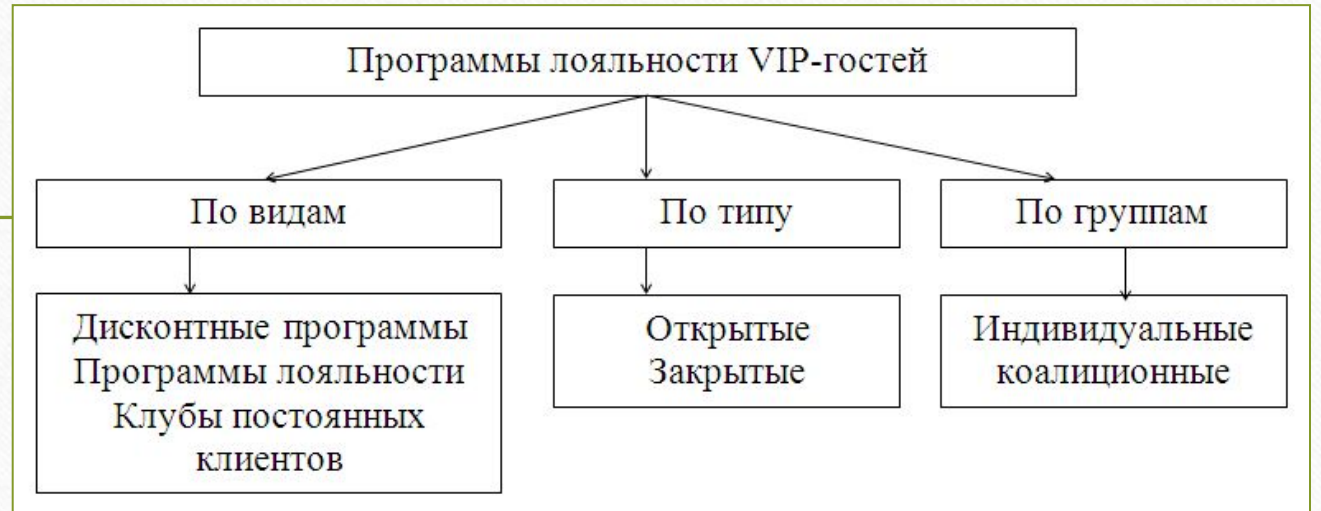 Программы лояльности VIP-гостей
По видам
По типу
По группам
Дисконтные программы
Программы лояльности
Клубы постоянных
клиентов
Открытые
Закрытые
Индивидуальные
коалиционные